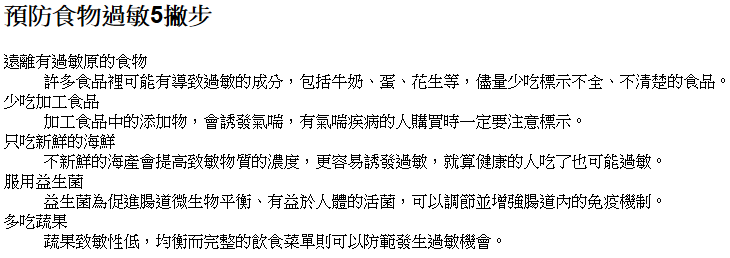 預防食物過敏5撇步
遠離有過敏原的食物
許多食品裡可能有導致過敏的成分，包括牛奶、蛋、花生等，儘量少吃標示不全、不清楚的食品。
少吃加工食品
加工食品中的添加物，會誘發氣喘，有氣喘疾病的人購買時一定要注意標示。
只吃新鮮的海鮮
不新鮮的海產會提高致敏物質的濃度，更容易誘發過敏，就算健康的人吃了也可能過敏。
服用益生菌
益生菌為促進腸道微生物平衡、有益於人體的活菌，可以調節並增強腸道內的免疫機制。
多吃蔬果
蔬果致敏性低，均衡而完整的飲食菜單則可以防範發生過敏機會。